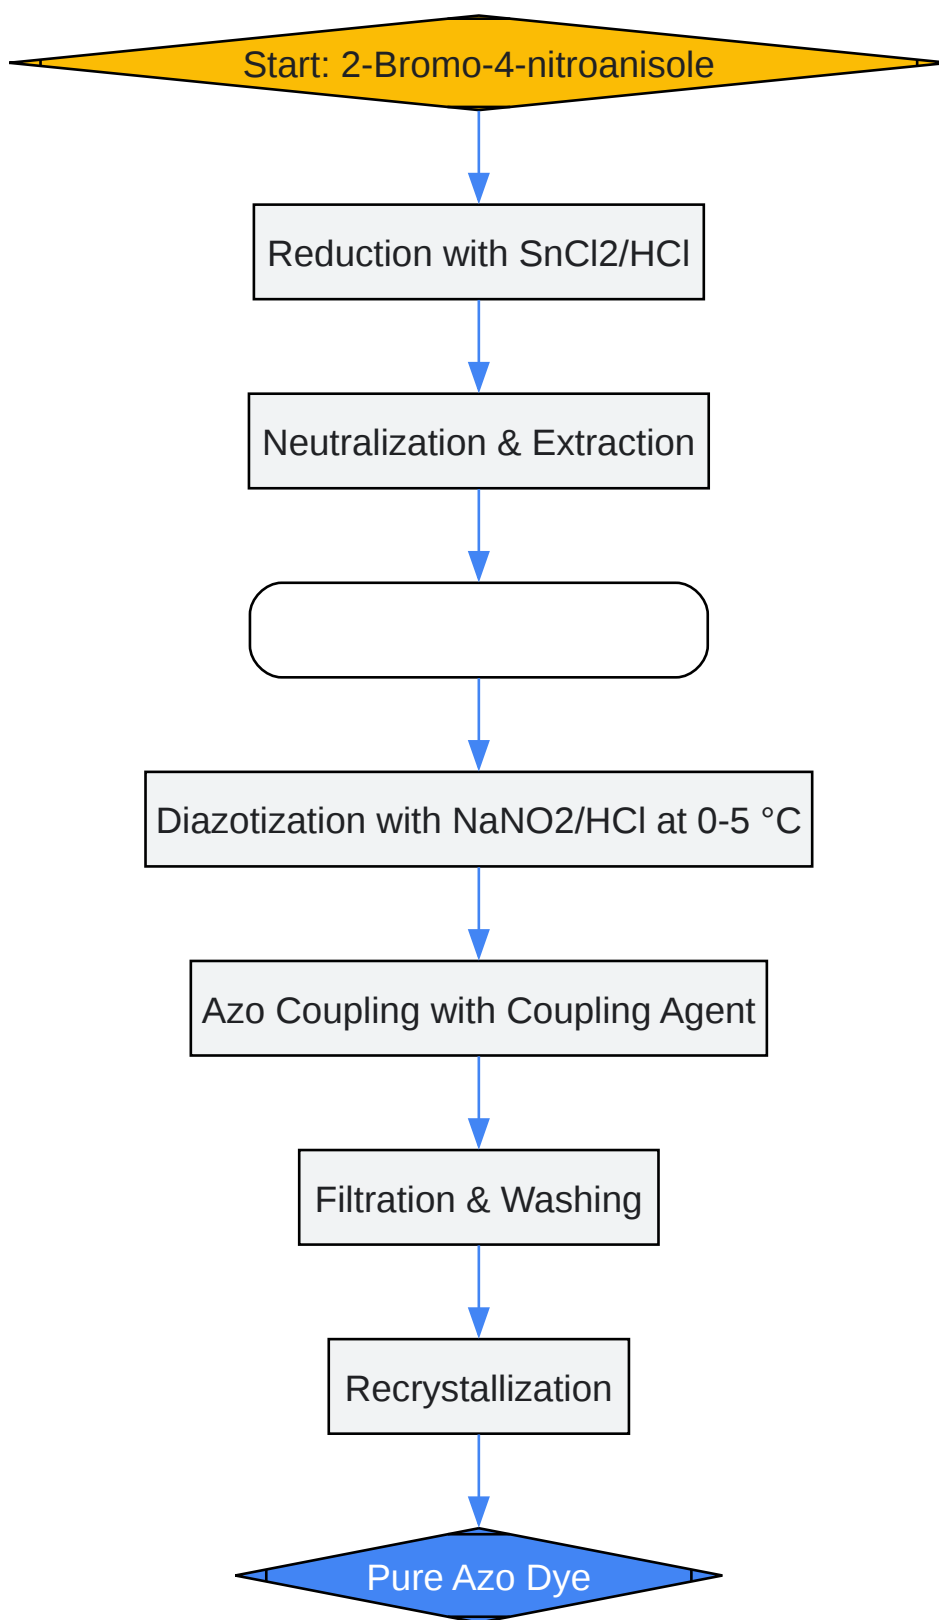 Start: 2-Bromo-4-nitroanisole
Reduction with SnCl2/HCl
Neutralization & Extraction
Diazotization with NaNO2/HCl at 0-5 °C
Azo Coupling with Coupling Agent
Filtration & Washing
Recrystallization
Pure Azo Dye